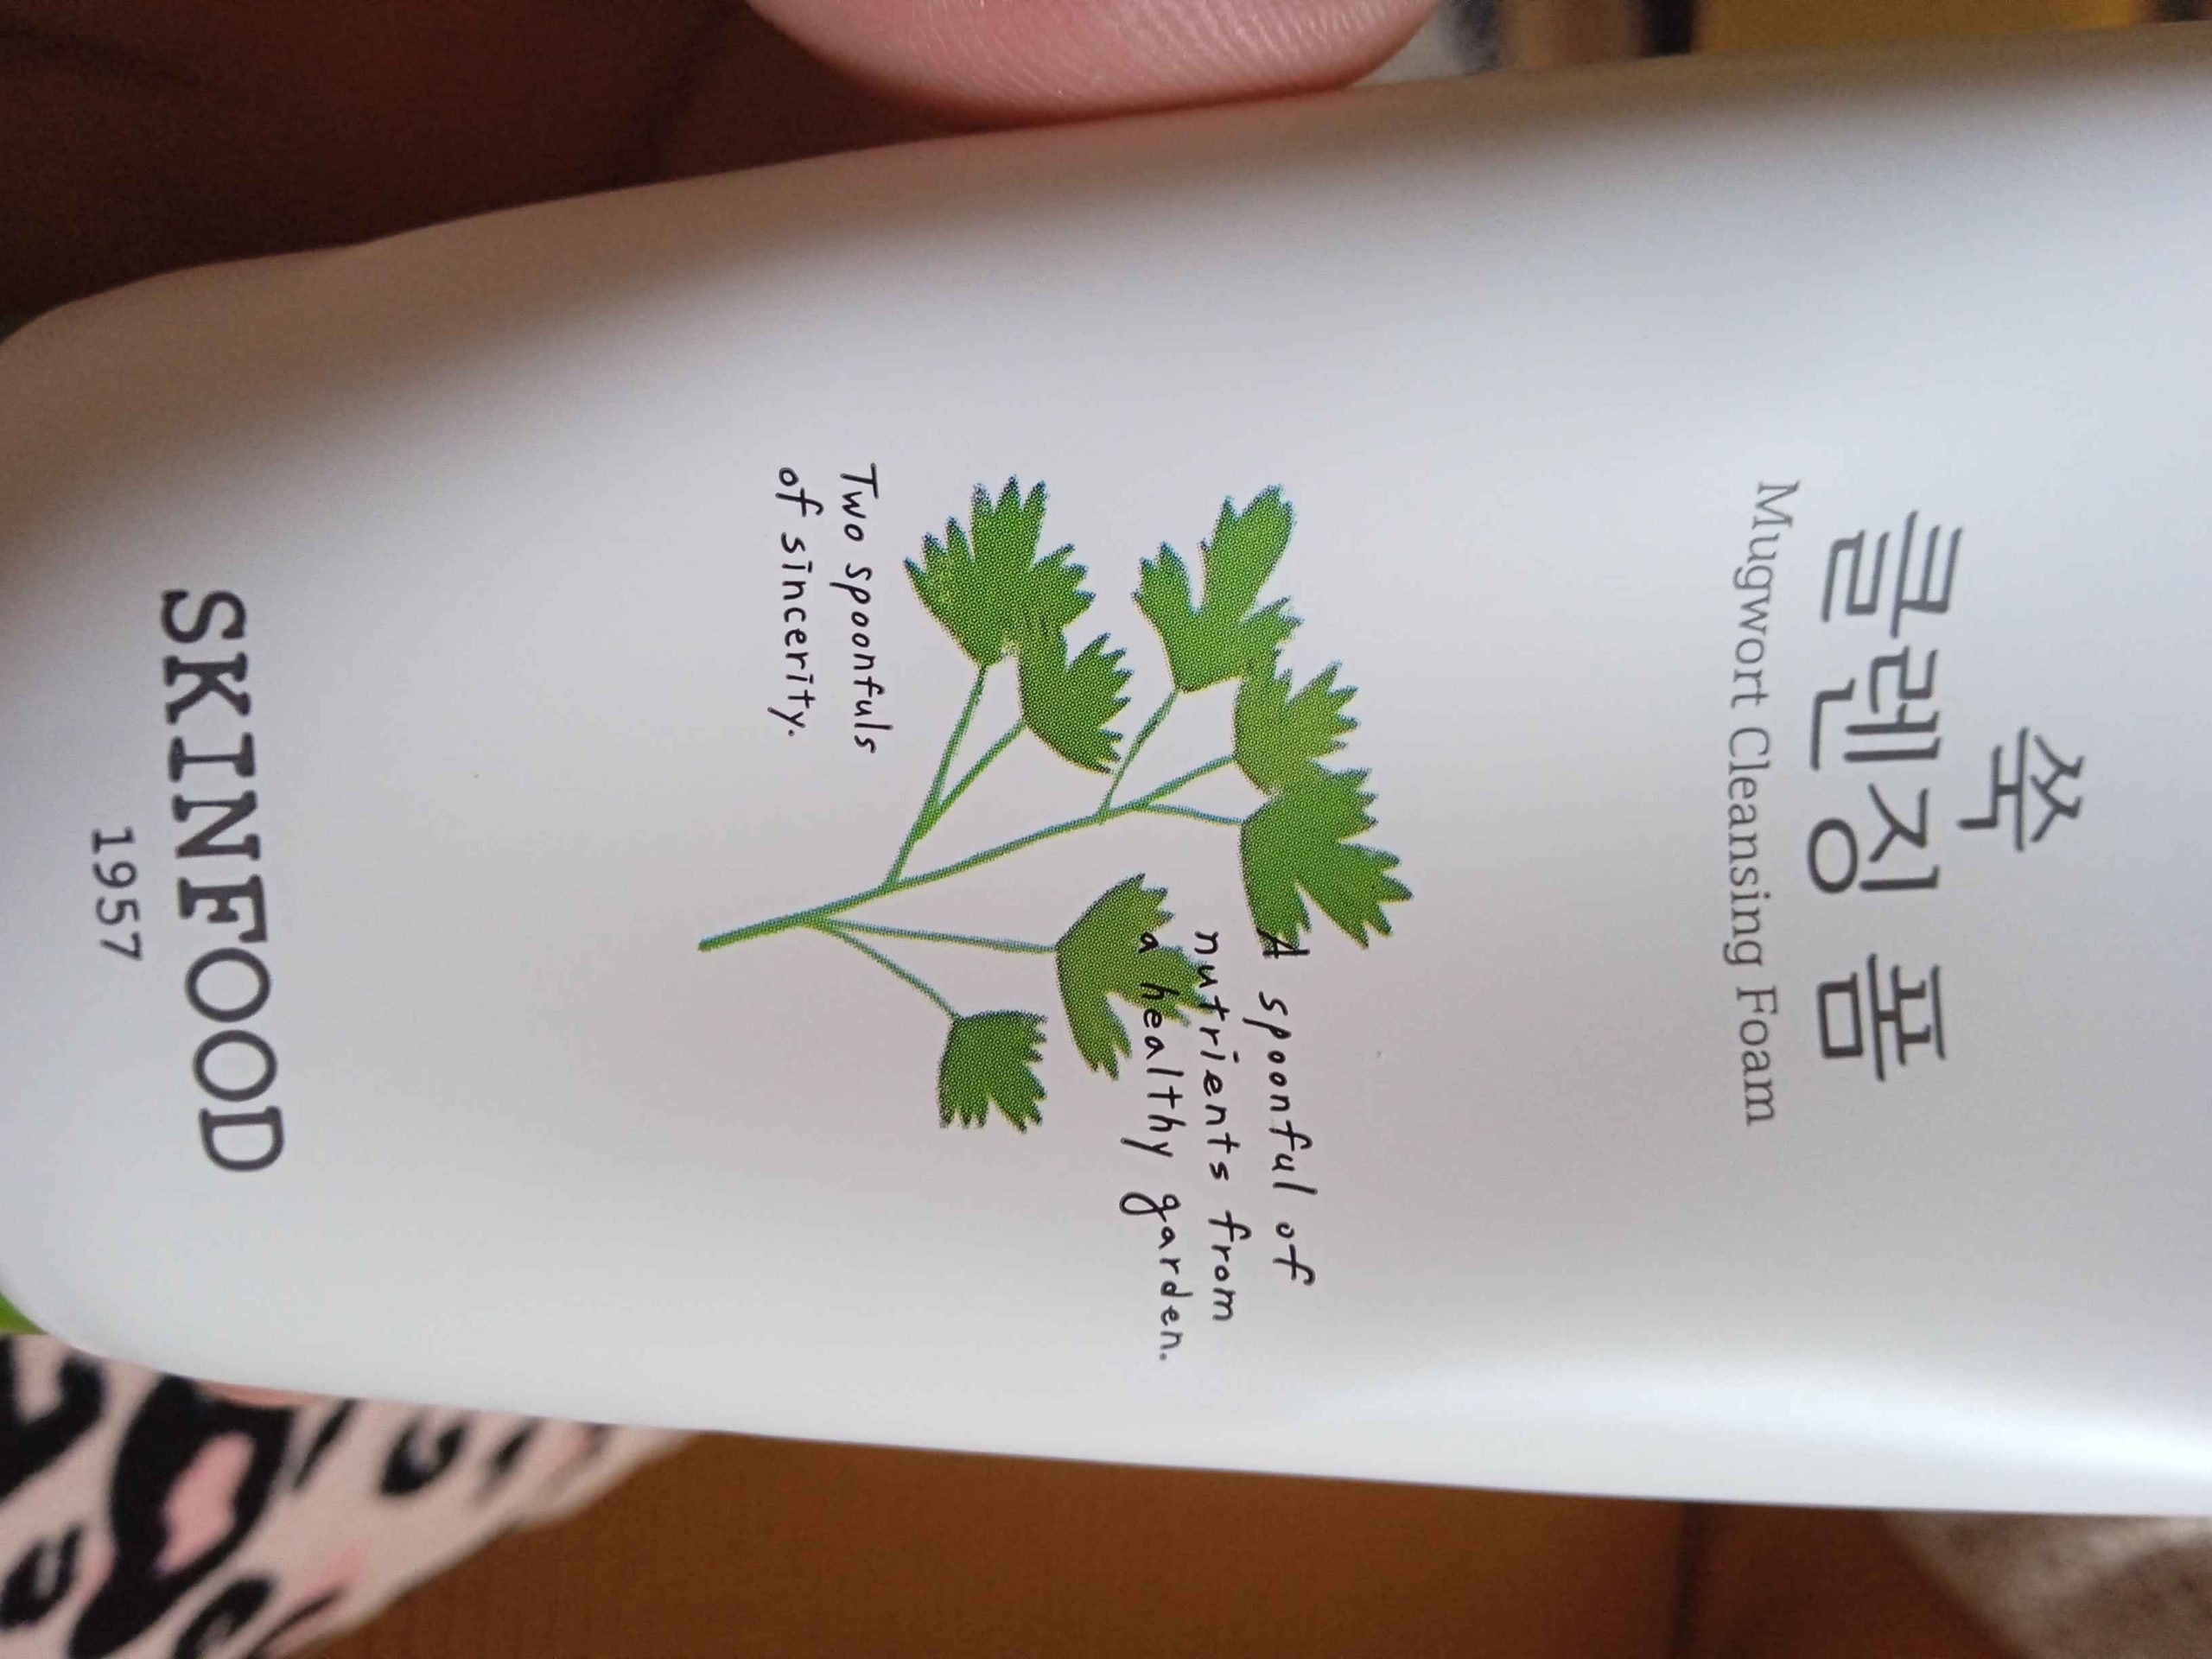 쑥
클렌징 폼
Mugwort Cleansing Foam
A spoonful of
nutrients from
a healthy garden.
Two spoonfuls
of sincerity.
SKINFOOD
1957